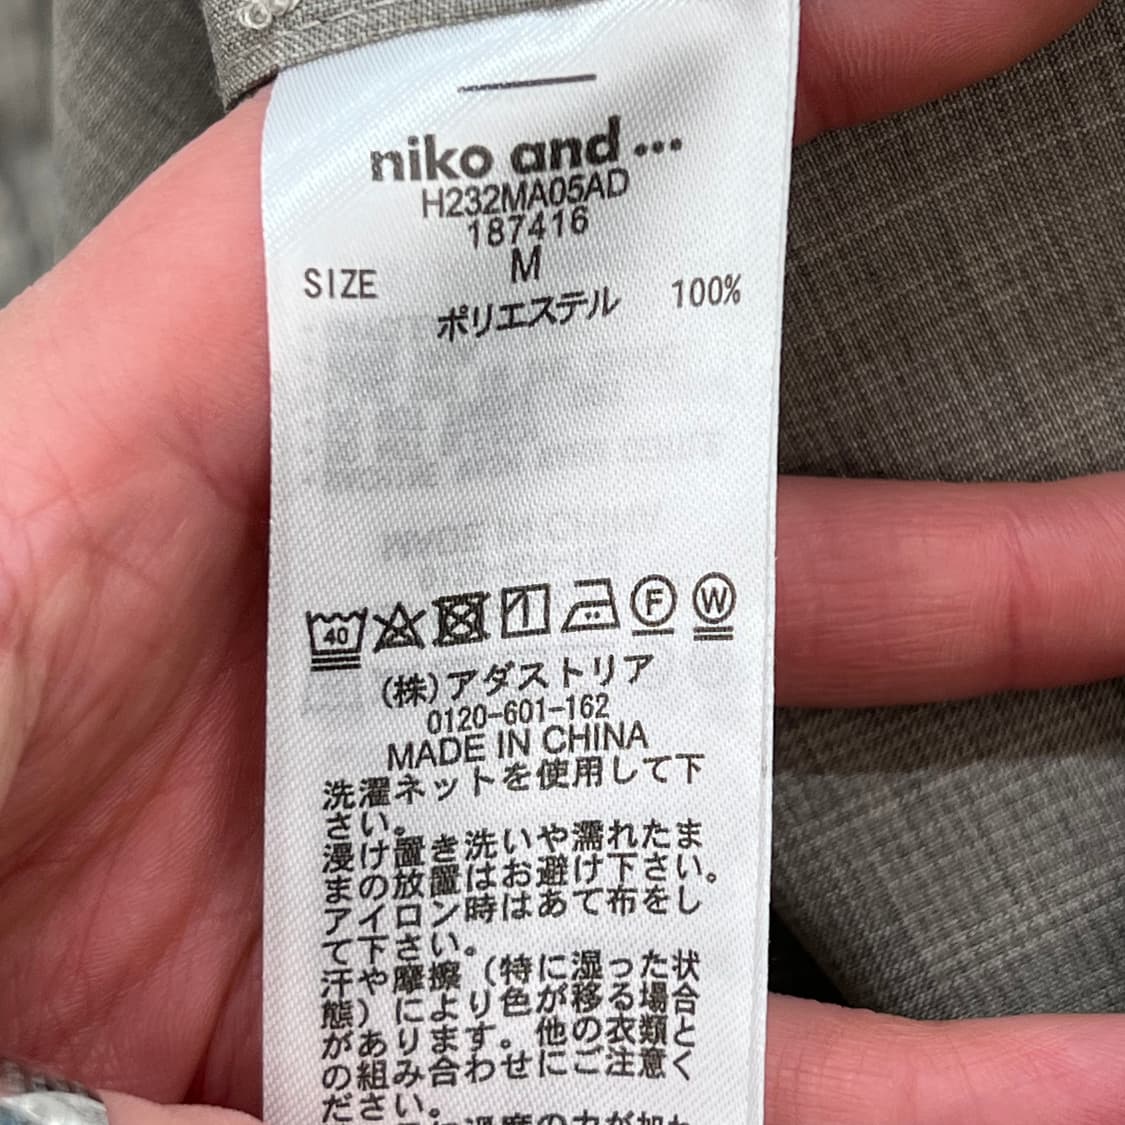 niko and ...
H232MA05AD
187416
SIZE M
ポリエステル 100%
40 F W
(株)アダストリア
0120-601-162
MADE IN CHINA
洗濯ネットを使用して下
さい。
浸け置き洗いや濡れたま
まの放置はお避け下さい。
アイロン時はあて布をし
て下さい。
汗や摩擦(特に湿った状
態)により色が移る場合
があります。他の衣類と
の組み合わせにご注意く
ださい。